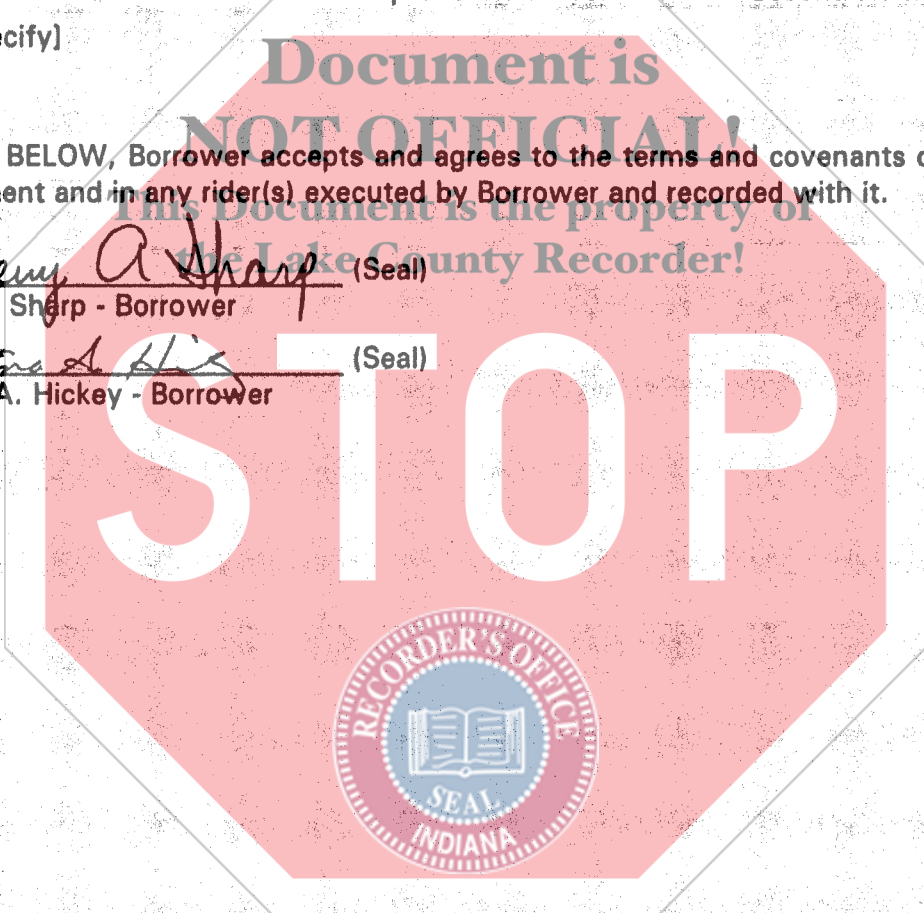 ecify]
Document is
NOT OFFICIAL!
BELOW, Borrower accepts and agrees to the terms and covenants
ent and in any rider(s) executed by Borrower and recorded with it.
This Document is the property of
the Lake County Recorder!
A Sharp (Seal)
Sharp - Borrower
(Seal)
A. Hickey - Borrower
STOP
RECORDER'S OFFICE
SEAL
INDIANA